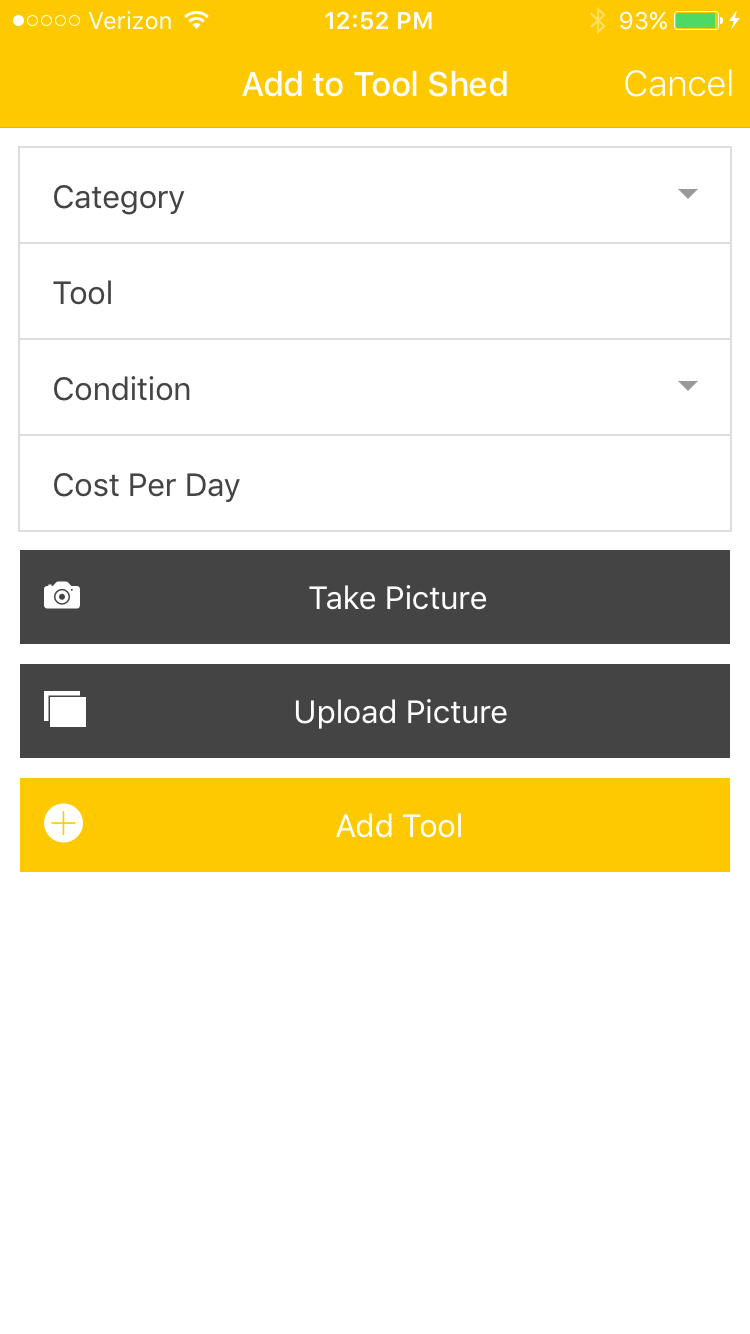 Verizon 12:52 PM 93%
Add to Tool Shed Cancel
Category
Tool
Condition
Cost Per Day
Take Picture
Upload Picture
Add Tool